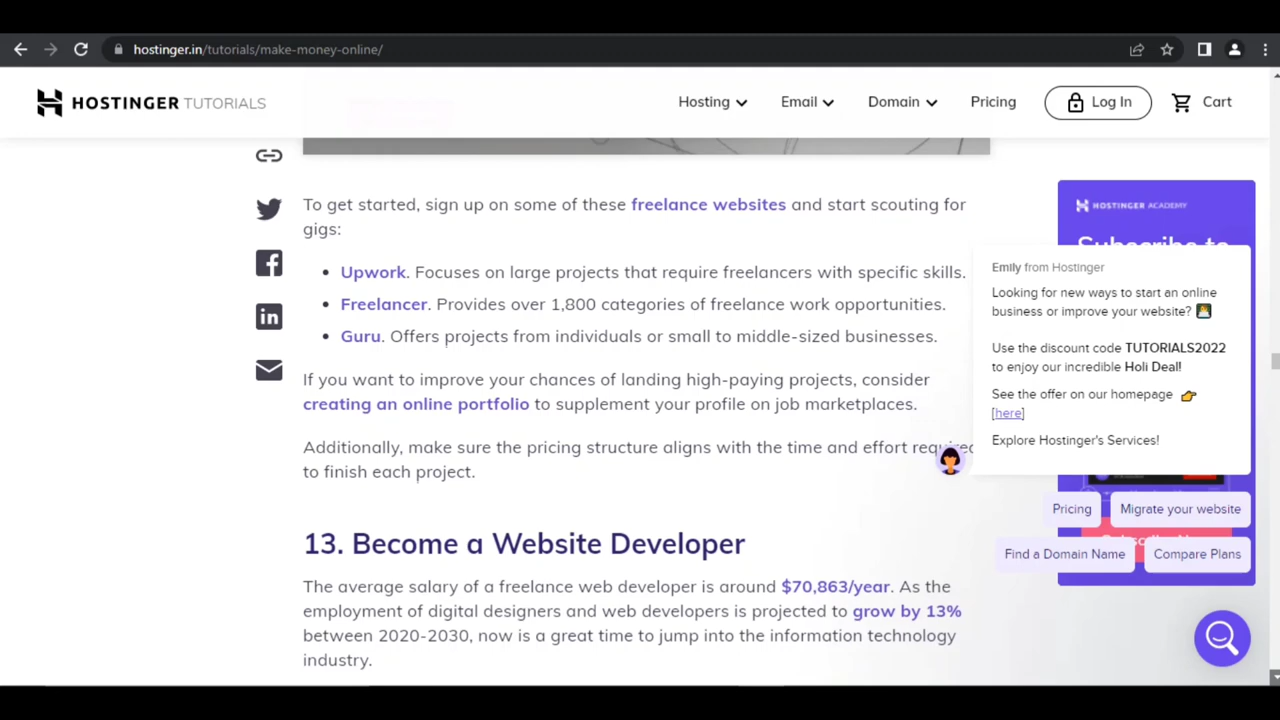 hostinger.in/tutorials/make-money-online/
HOSTINGER TUTORIALS
Hosting
Email
Domain
Pricing
Log In
Cart
To get started, sign up on some of these freelance websites and start scouting for
gigs:
• Upwork. Focuses on large projects that require freelancers with specific skills.
• Freelancer. Provides over 1,800 categories of freelance work opportunities.
• Guru. Offers projects from individuals or small to middle-sized businesses.
If you want to improve your chances of landing high-paying projects, consider
creating an online portfolio to supplement your profile on job marketplaces.
Additionally, make sure the pricing structure aligns with the time and effort required
to finish each project.
13. Become a Website Developer
The average salary of a freelance web developer is around $70,863/year. As the
employment of digital designers and web developers is projected to grow by 13%
between 2020-2030, now is a great time to jump into the information technology
industry.
HOSTINGER ACADEMY
Subscribe to
Emily from Hostinger
Looking for new ways to start an online
business or improve your website?
Use the discount code TUTORIALS2022
to enjoy our incredible Holi Deal!
See the offer on our homepage
[here]
Explore Hostinger's Services!
Pricing
Migrate your website
Find a Domain Name
Compare Plans